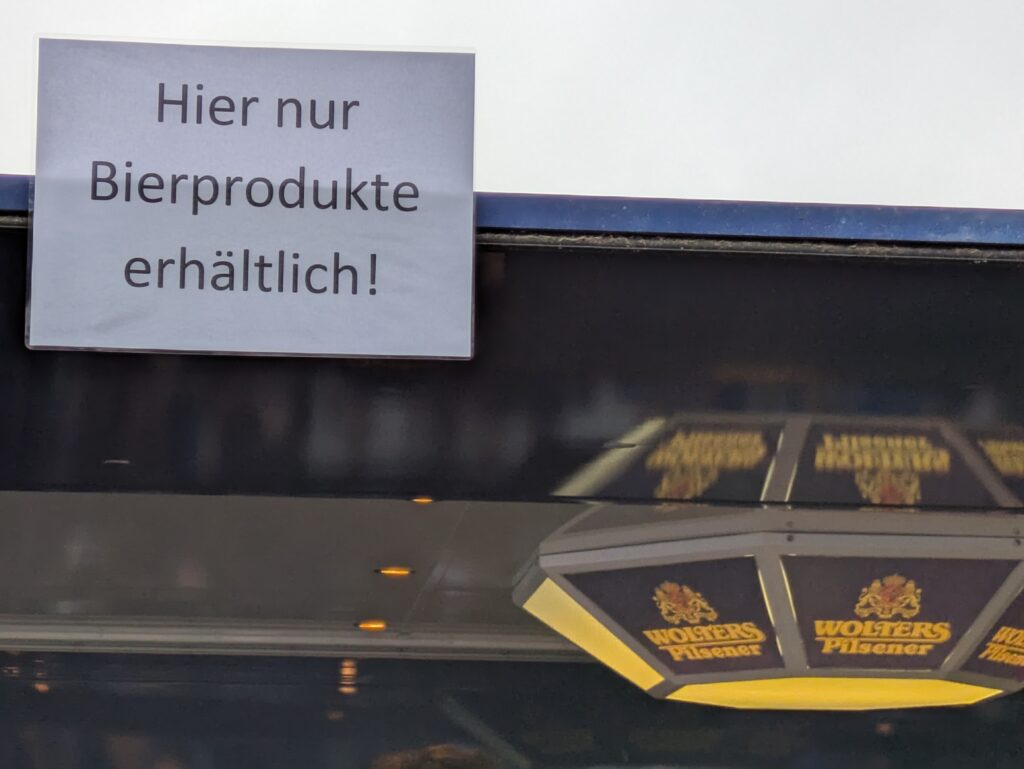 Hier nur
Bierprodukte
erhältlich!
WOLTERS
Pilsener
WOLTERS
Pilsener